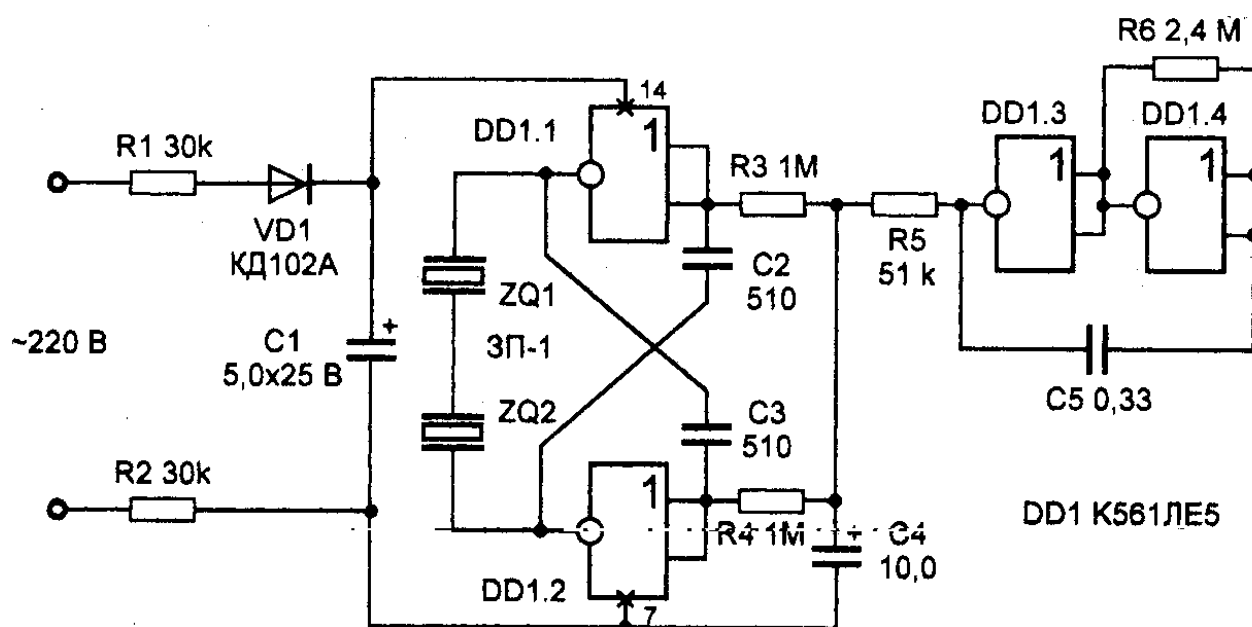 R6 2,4 M
14
DD1.1
DD1.3
DD1.4
R1 30k
1
R3 1M
1
1
VD1
КД102А
R5
51 k
C2
510
ZQ1
~220 В
C1
5,0x25 В
+
ЗП-1
C5 0,33
ZQ2
C3
510
R2 30k
1
DD1 К561ЛЕ5
R4 1M
+
C4
10,0
DD1.2
7